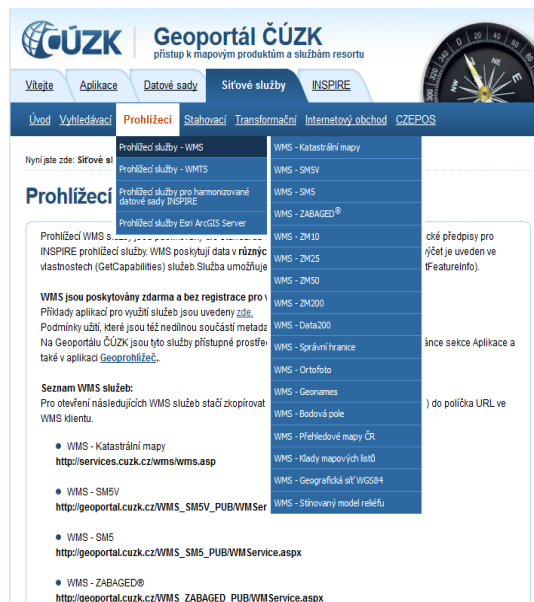 ČÚZK
Geoportál ČÚZK
přístup k mapovým produktům a službám resortu
Vítejte Aplikace Datové sady Síťové služby INSPIRE
Úvod Vyhledávací Prohlížecí Stahovací Transformační Internetový obchod CZEPOS
Prohlížecí služby - WMS
Prohlížecí služby - WMTS
Prohlížecí služby pro harmonizované
datové sady INSPIRE
Prohlížecí služby Esri ArcGIS Server
WMS - Katastrální mapy
WMS - SM5V
WMS - SM5
WMS - ZABAGED®
WMS - ZM10
WMS - ZM25
WMS - ZM50
WMS - ZM200
WMS - Data200
WMS - Správní hranice
WMS - Ortofoto
WMS - Geonames
WMS - Bodová pole
WMS - Přehledové mapy ČR
WMS - Klady mapových listů
WMS - Geografická síť WGS84
WMS - Stínovaný model reliéfu
Nyní jste zde: Síťové sl
Prohlížecí
Prohlížecí WMS cké předpisy pro
INSPIRE prohlížecí služby. WMS poskytují data v různýc výčet je uveden ve
vlastnostech (GetCapabilities) služeb.Služba umožňuje tFeatureInfo).
WMS jsou poskytovány zdarma a bez registrace pro v
Příklady aplikací pro využití služeb jsou uvedeny zde.
Podmínky užití, které jsou též nedílnou součástí metada
Na Geoportálu ČÚZK jsou tyto služby přístupné prostře ánce sekce Aplikace a
také v aplikaci Geoprohlížeč..
Seznam WMS služeb:
Pro otevření následujících WMS služeb stačí zkopírovat ) do políčka URL ve
WMS klientu.
WMS - Katastrální mapy
http://services.cuzk.cz/wms/wms.asp
WMS - SM5V
http://geoportal.cuzk.cz/WMS_SM5V_PUB/WMSer
WMS - SM5
http://geoportal.cuzk.cz/WMS_SM5_PUB/WMService.aspx
WMS - ZABAGED®
http://geoportal.cuzk.cz/WMS_ZABAGED_PUB/WMService.aspx